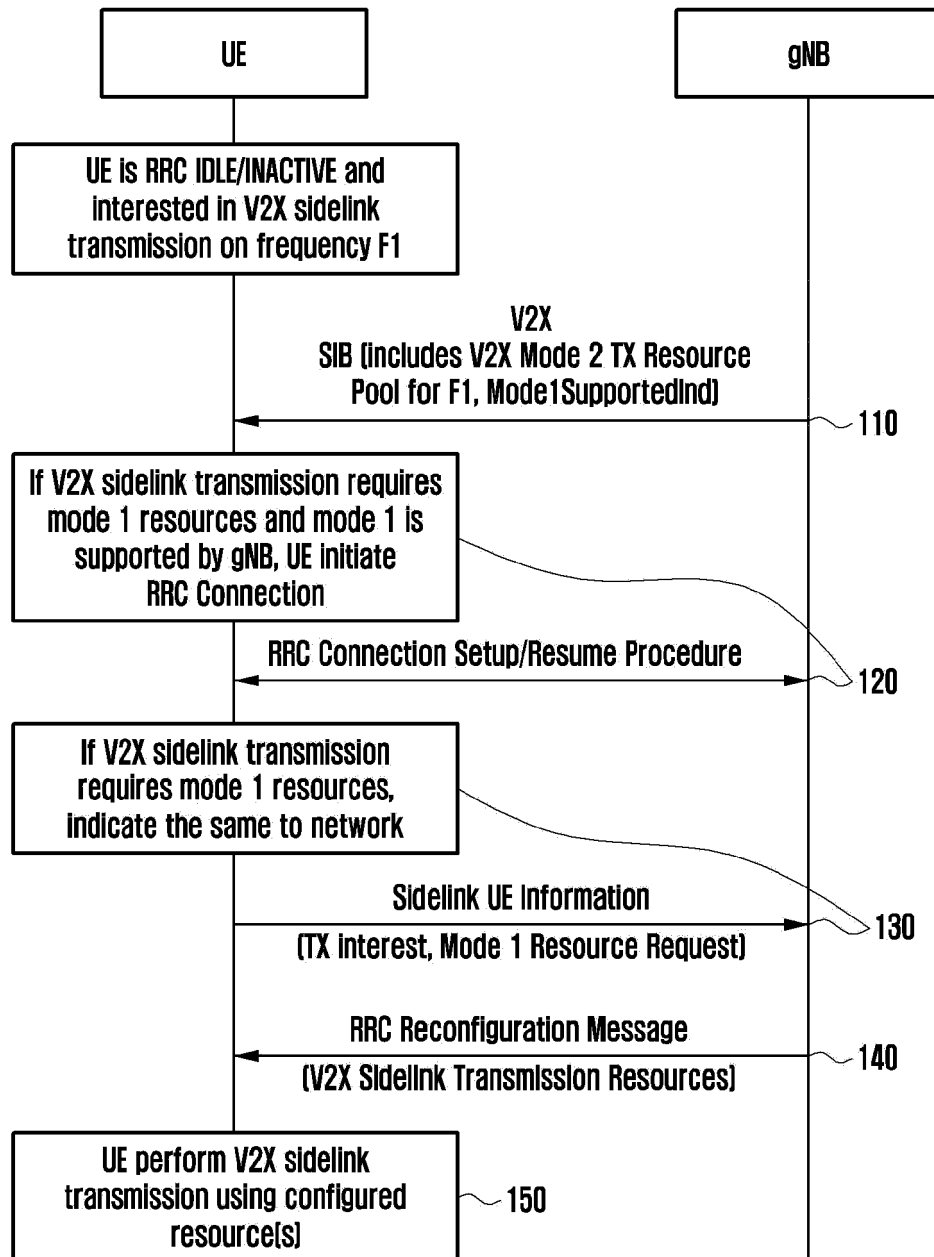 UE
gNB
UE is RRC IDLE/INACTIVE and
interested in V2X sidelink
transmission on frequency F1
V2X
SIB (includes V2X Mode 2 TX Resource
Pool for F1, Mode1SupportedInd)
110
If V2X sidelink transmission requires
mode 1 resources and mode 1 is
supported by gNB, UE initiate
RRC Connection
RRC Connection Setup/Resume Procedure
120
If V2X sidelink transmission
requires mode 1 resources,
indicate the same to network
Sidelink UE Information
(TX interest, Mode 1 Resource Request)
130
RRC Reconfiguration Message
(V2X Sidelink Transmission Resources)
140
UE perform V2X sidelink
transmission using configured
resource(s)
150